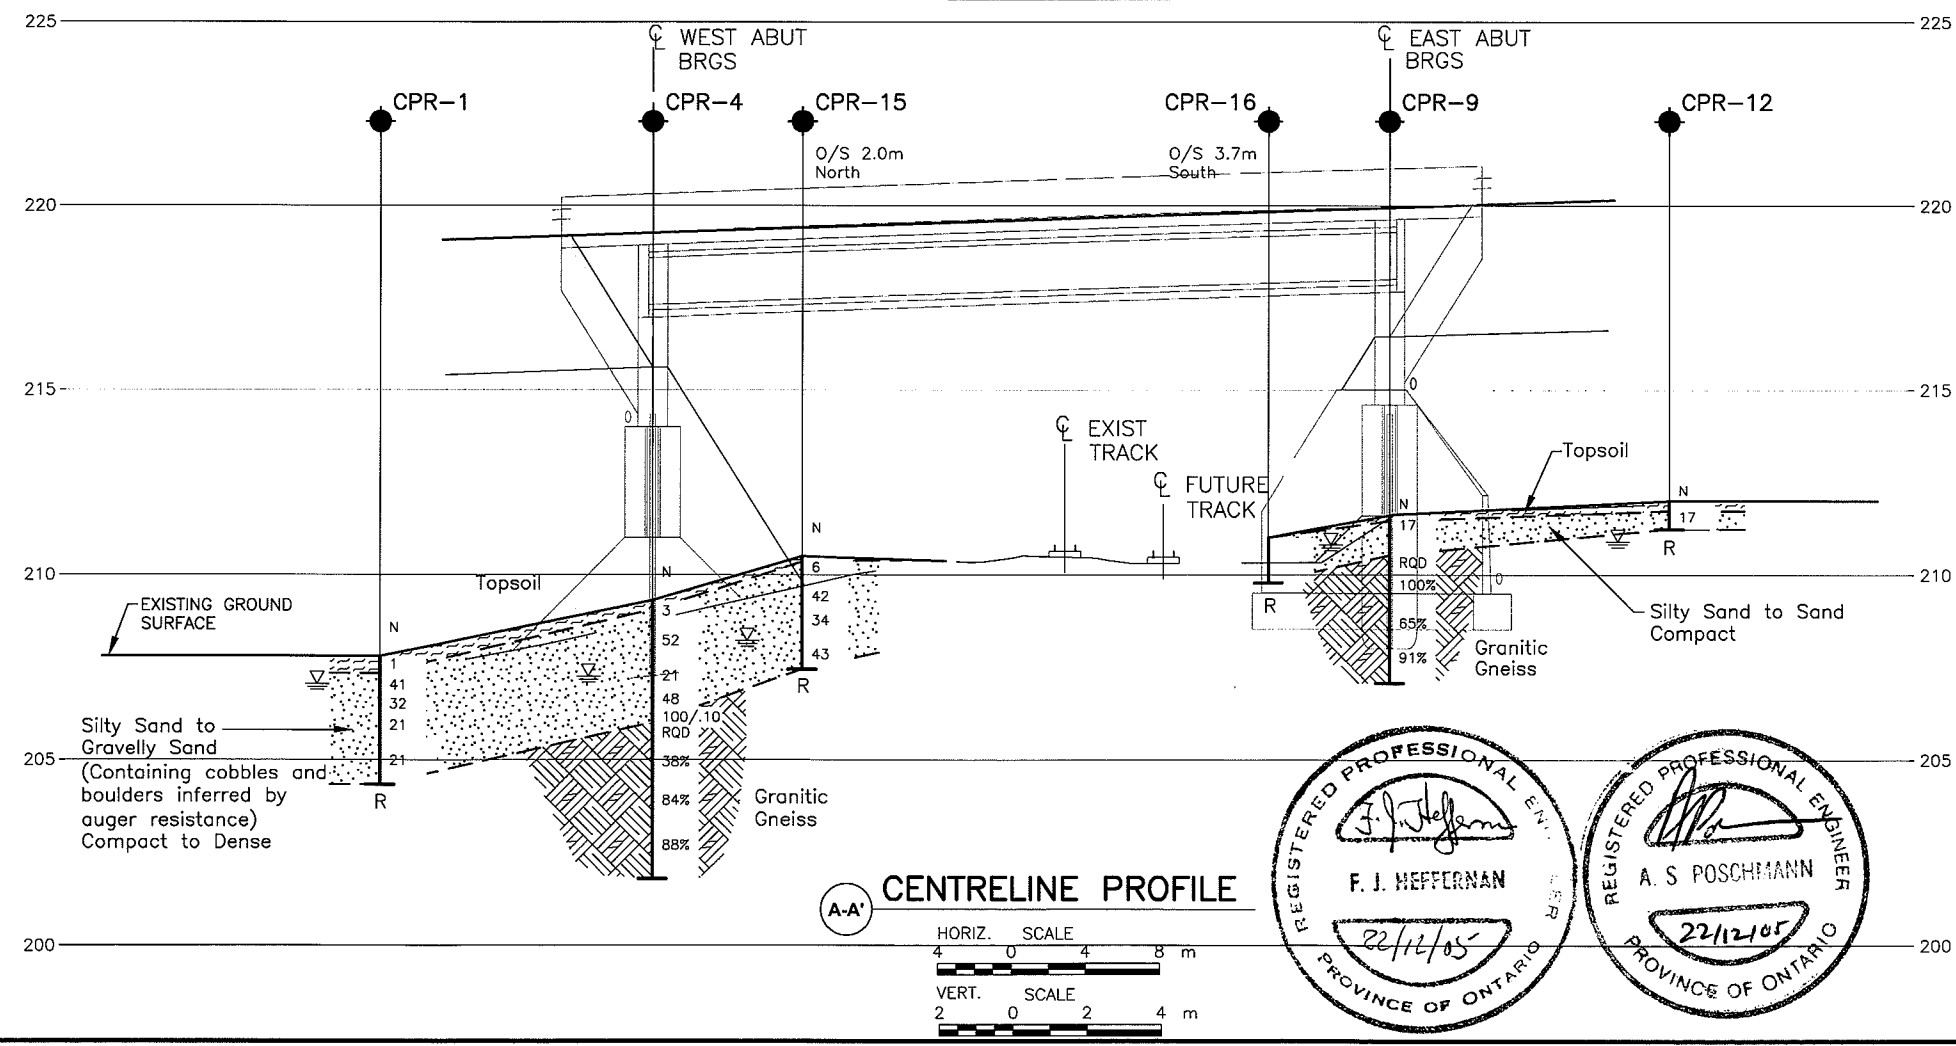 225
225
℄ WEST ABUT
BRGS
℄ EAST ABUT
BRGS
CPR-1
CPR-4
CPR-15
CPR-16
CPR-9
CPR-12
O/S 2.0m
North
O/S 3.7m
South
220
220
215
215
0
0
℄ EXIST
TRACK
℄ FUTURE
TRACK
Topsoil
N
17
R
N
17
RQD
100%
65%
91%
R
0
N
6
42
34
43
R
210
210
Topsoil
N
3
52
21
48
100/.10
RQD
38%
84%
88%
EXISTING GROUND
SURFACE
N
1
41
32
21
21
R
Silty Sand to Sand
Compact
Granitic
Gneiss
Silty Sand to
Gravelly Sand
(Containing cobbles and
boulders inferred by
auger resistance)
Compact to Dense
205
205
Granitic
Gneiss
A-A'
CENTRELINE PROFILE
HORIZ. SCALE
4 0 4 8 m
VERT. SCALE
2 0 2 4 m
200
200
REGISTERED PROFESSIONAL
F. J. Heffernan
F. J. HEFFERNAN
22/12/05
PROVINCE OF ONTARIO
REGISTERED PROFESSIONAL ENGINEER
A. S POSCHMANN
22/12/05
PROVINCE OF ONTARIO